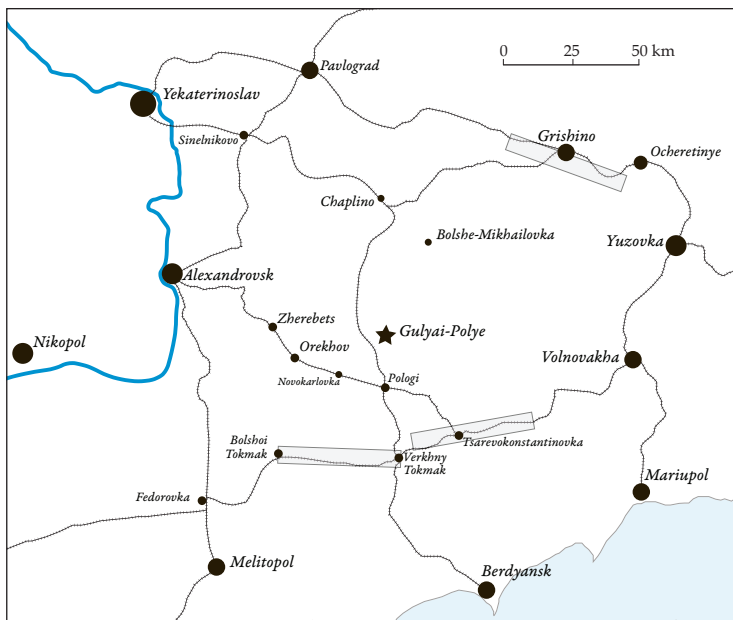 0 25 50 km
Pavlograd
Yekaterinoslav
Sinelnikovo
Grishino
Ocheretinye
Chaplino
Bolshe-Mikhailovka
Yuzovka
Alexandrovsk
Zherebets
Gulyai-Polye
Nikopol
Orekhov
Volnovakha
Novokarlovka
Pologi
Bolshoi
Tokmak
Tsarevokonstantinovka
Verkhny
Tokmak
Mariupol
Fedorovka
Melitopol
Berdyansk